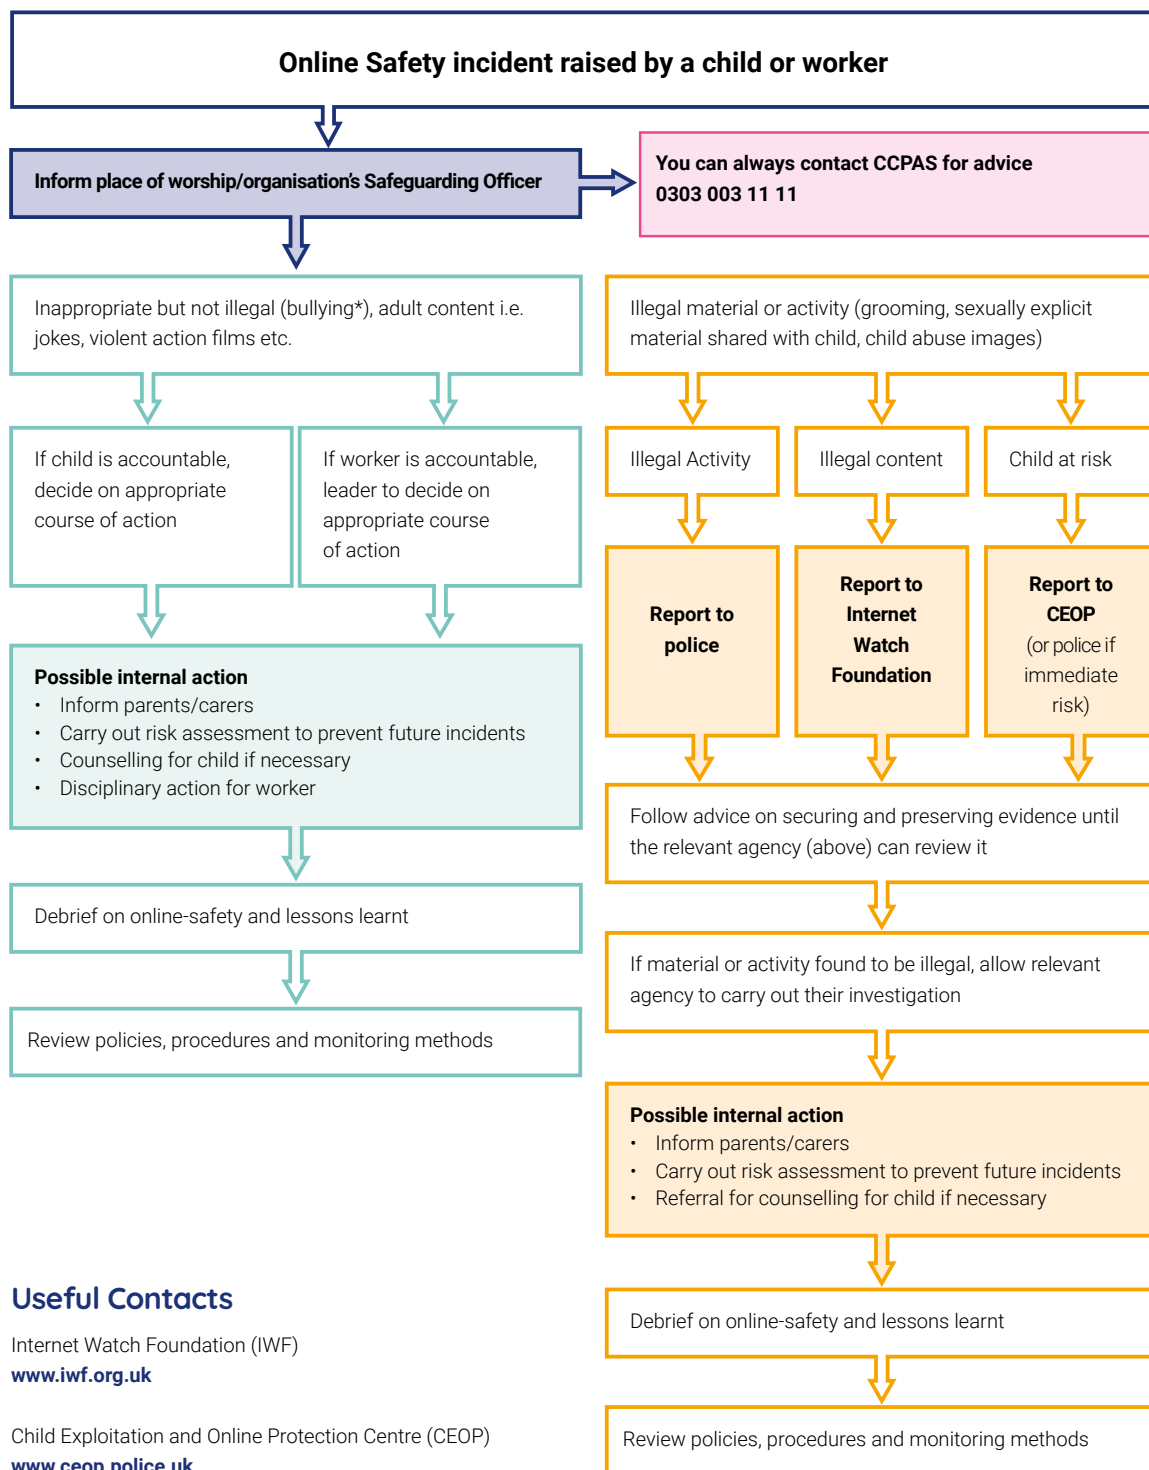 Online Safety incident raised by a child or worker
Inform place of worship/organisation's Safeguarding Officer
You can always contact CCPAS for advice
0303 003 11 11
Inappropriate but not illegal (bullying*), adult content i.e.
jokes, violent action films etc.
If child is accountable,
decide on appropriate
course of action
If worker is accountable,
leader to decide on
appropriate course
of action
Possible internal action
• Inform parents/carers
• Carry out risk assessment to prevent future incidents
• Counselling for child if necessary
• Disciplinary action for worker
Debrief on online-safety and lessons learnt
Review policies, procedures and monitoring methods
Illegal material or activity (grooming, sexually explicit
material shared with child, child abuse images)
Illegal Activity
Illegal content
Child at risk
Report to
police
Report to
Internet
Watch
Foundation
Report to
CEOP
(or police if
immediate
risk)
Follow advice on securing and preserving evidence until
the relevant agency (above) can review it
If material or activity found to be illegal, allow relevant
agency to carry out their investigation
Possible internal action
• Inform parents/carers
• Carry out risk assessment to prevent future incidents
• Referral for counselling for child if necessary
Debrief on online-safety and lessons learnt
Review policies, procedures and monitoring methods
Useful Contacts
Internet Watch Foundation (IWF)
www.iwf.org.uk
Child Exploitation and Online Protection Centre (CEOP)
www.ceop.police.uk